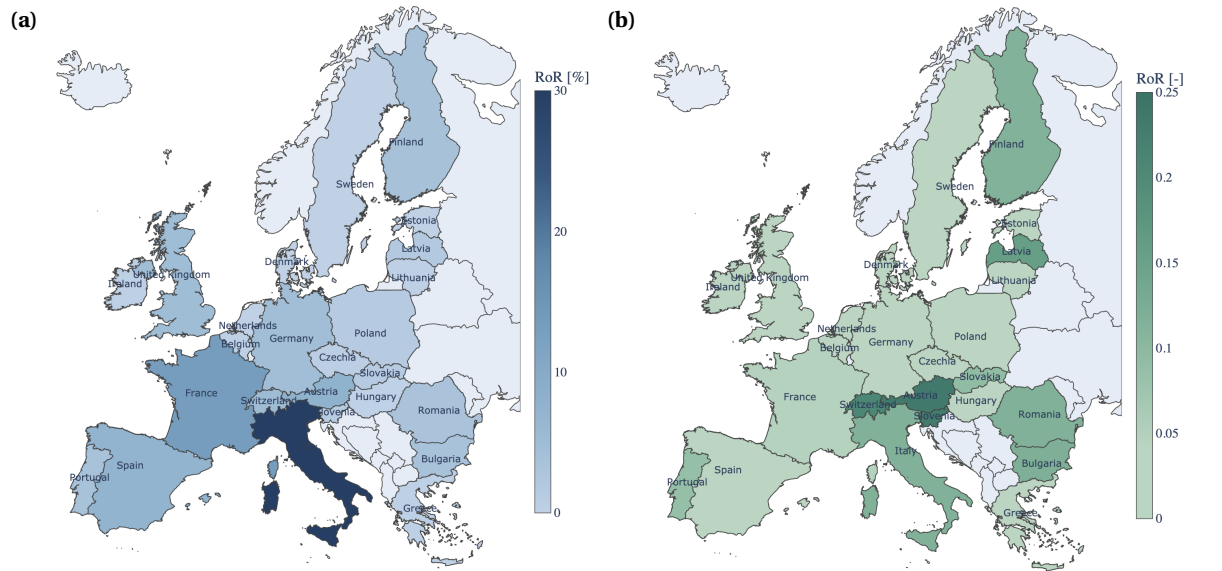 (a)
RoR [%]
30
20
10
0
Finland
Sweden
Estonia
Latvia
Lithuania
Denmark
United Kingdom
Ireland
Netherlands
Belgium
Germany
Poland
Czechia
Slovakia
France
Switzerland
Austria
Hungary
Slovenia
Romania
Bulgaria
Spain
Portugal
Greece
(b)
RoR [-]
0.25
0.2
0.15
0.1
0.05
0
Finland
Sweden
Estonia
Latvia
Lithuania
Denmark
United Kingdom
Ireland
Netherlands
Belgium
Germany
Poland
Czechia
Slovakia
France
Switzerland
Austria
Hungary
Slovenia
Romania
Italy
Bulgaria
Spain
Portugal
Greece